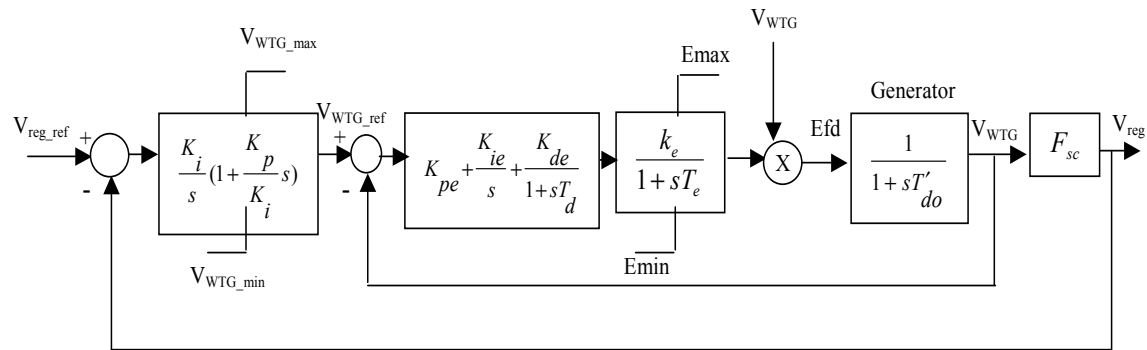 V_WTG
V_WTG_max
Emax
Generator
V_reg_ref
+
-
K_i/s (1 + K_p/K_i s)
V_WTG_ref
+
-
K_pe + K_ie/s + K_de/(1+sT_d)
k_e/(1+sT_e)
X
Efd
1/(1+sT'_do)
V_WTG
F_sc
V_reg
V_WTG_min
Emin